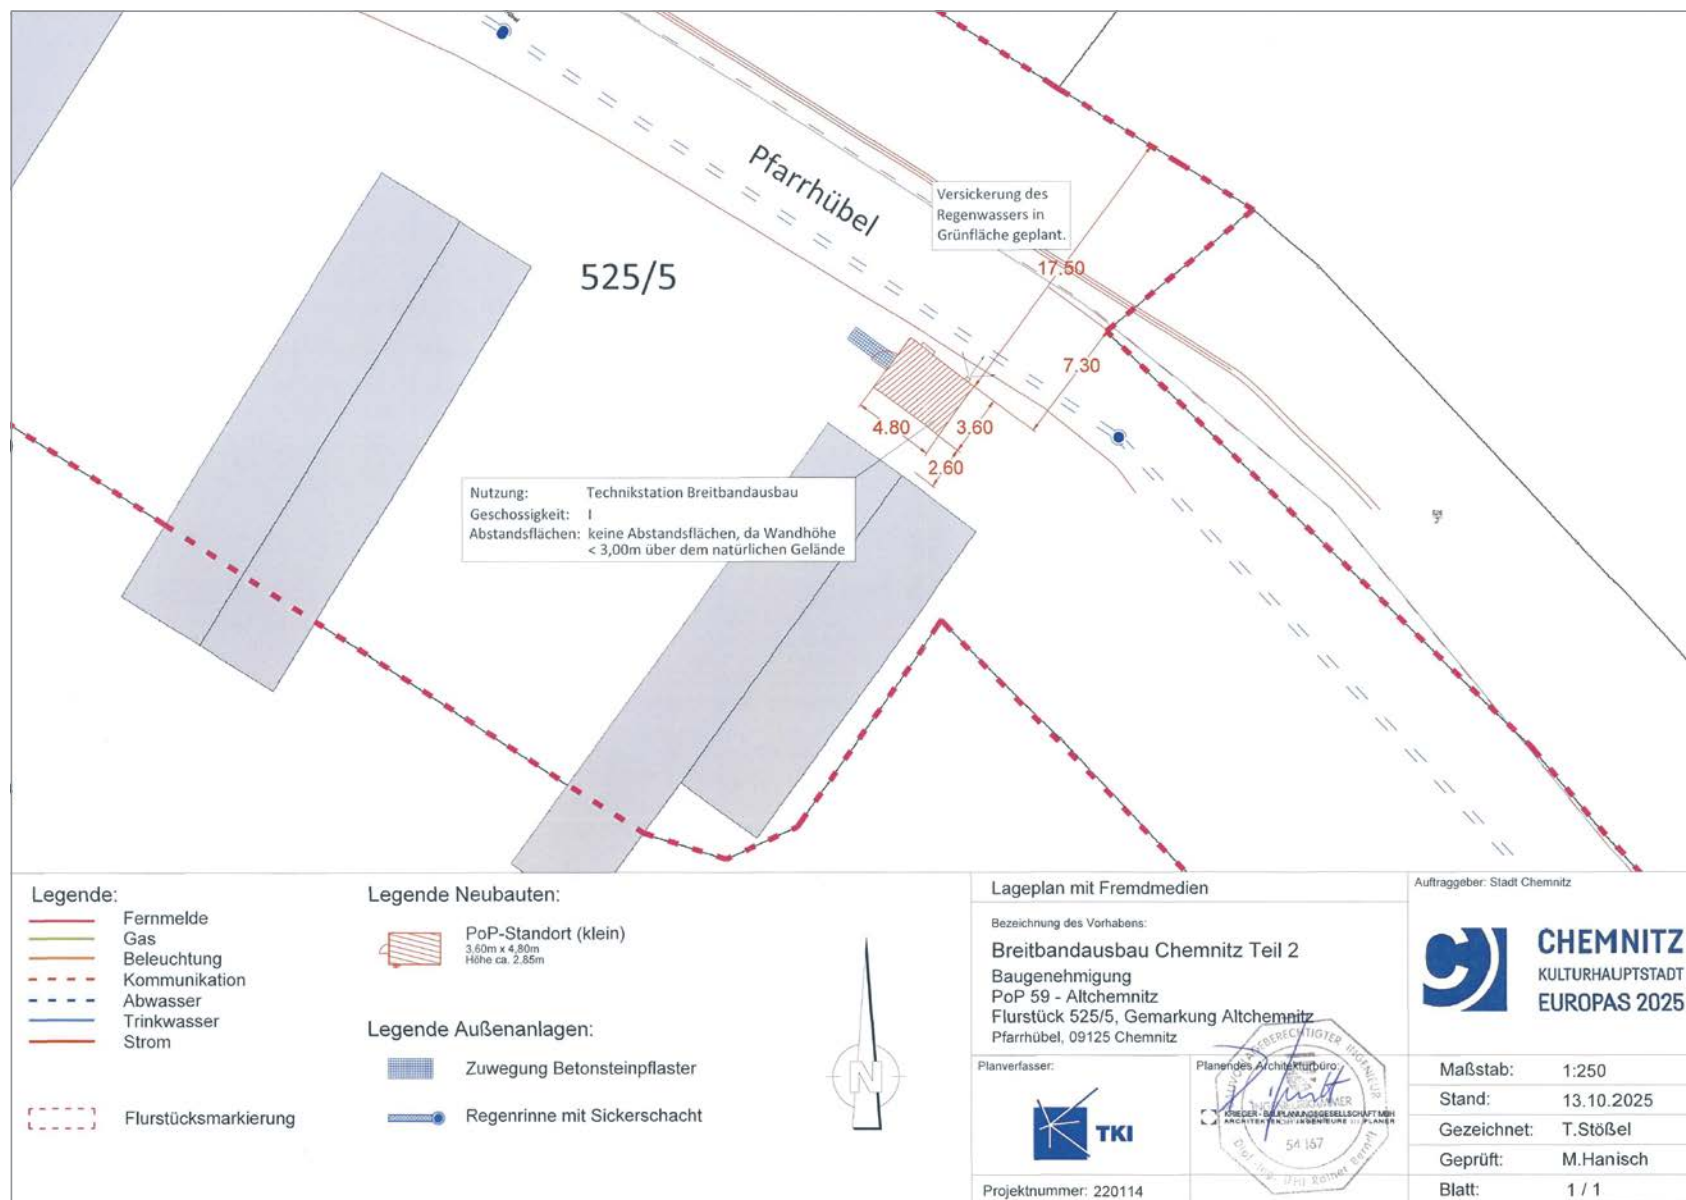 Pfarrhübel
Versickerung des
Regenwassers in
Grünfläche geplant.
525/5
17.50
7.30
4.80
3.60
2.60
Nutzung: Technikstation Breitbandausbau
Geschossigkeit: I
Abstandsflächen: keine Abstandsflächen, da Wandhöhe
< 3,00m über dem natürlichen Gelände
Legende:
Fernmelde
Gas
Beleuchtung
Kommunikation
Abwasser
Trinkwasser
Strom
Flurstücksmarkierung
Legende Neubauten:
PoP-Standort (klein)
3,60m x 4,80m
Höhe ca. 2,85m
Legende Außenanlagen:
Zuwegung Betonsteinpflaster
Regenrinne mit Sickerschacht
N
Lageplan mit Fremdmedien
Bezeichnung des Vorhabens:
Breitbandausbau Chemnitz Teil 2
Baugenehmigung
PoP 59 - Altchemnitz
Flurstück 525/5, Gemarkung Altchemnitz
Pfarrhübel, 09125 Chemnitz
Auftraggeber: Stadt Chemnitz
CHEMNITZ
KULTURHAUPTSTADT
EUROPAS 2025
Planverfasser:
TKI
Projektnummer: 220114
Planendes Architekturbüro:
KRIEGER - BAUPLANUNGSGESELLSCHAFT MBH
54167
Maßstab: 1:250
Stand: 13.10.2025
Gezeichnet: T.Stößel
Geprüft: M.Hanisch
Blatt: 1 / 1